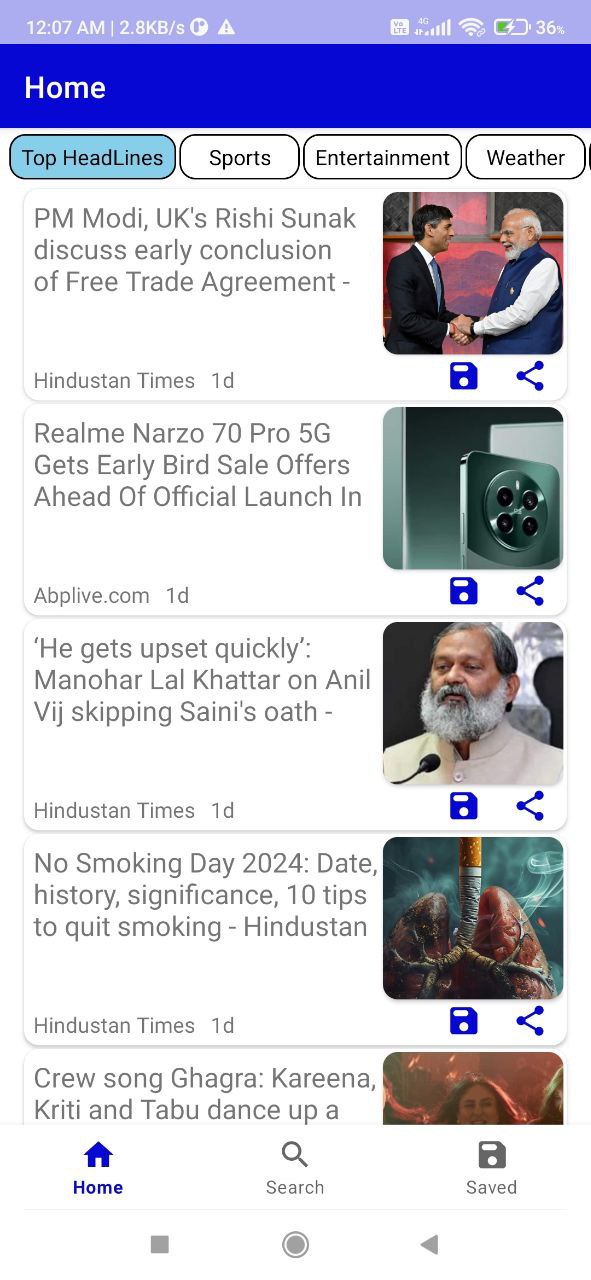 12:07 AM | 2.8KB/s
Vo LTE 4G 36%
Home
Top HeadLines Sports Entertainment Weather
PM Modi, UK's Rishi Sunak
discuss early conclusion
of Free Trade Agreement -
Hindustan Times 1d
Realme Narzo 70 Pro 5G
Gets Early Bird Sale Offers
Ahead Of Official Launch In
Abplive.com 1d
‘He gets upset quickly’:
Manohar Lal Khattar on Anil
Vij skipping Saini's oath -
Hindustan Times 1d
No Smoking Day 2024: Date,
history, significance, 10 tips
to quit smoking - Hindustan
Hindustan Times 1d
Crew song Ghagra: Kareena,
Kriti and Tabu dance up a
Home Search Saved